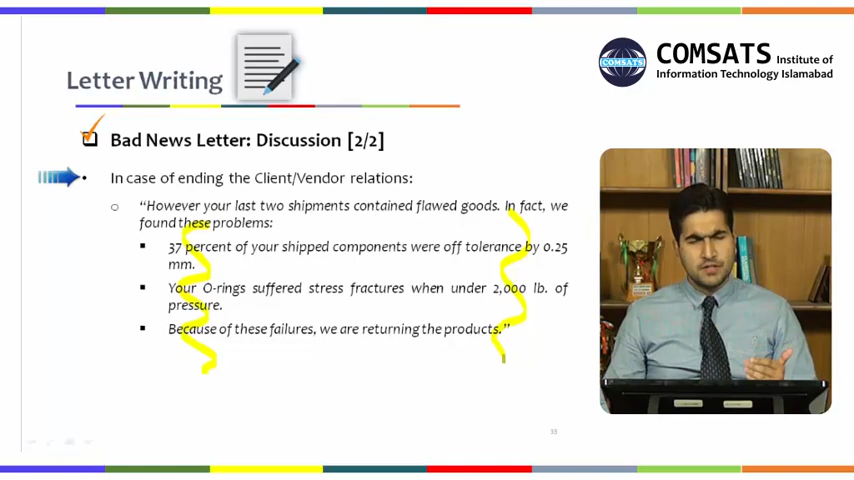 COMSATS Institute of
Information Technology Islamabad
COMSATS
Letter Writing
Bad News Letter: Discussion [2/2]
• In case of ending the Client/Vendor relations:
o “However your last two shipments contained flawed goods. In fact, we
found these problems:
▪ 37 percent of your shipped components were off tolerance by 0.25
mm.
▪ Your O-rings suffered stress fractures when under 2,000 lb. of
pressure.
▪ Because of these failures, we are returning the products.”
33